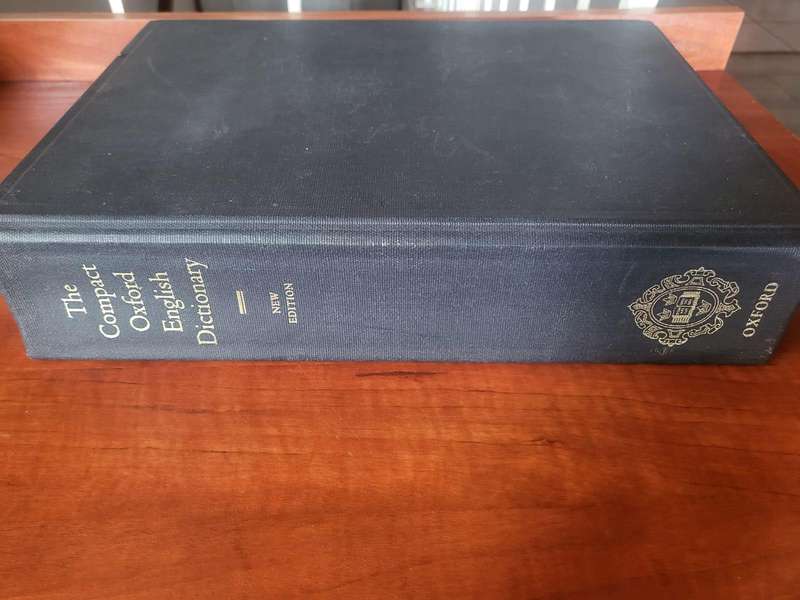 The
Compact
Oxford
English
Dictionary
NEW
EDITION
OXFORD